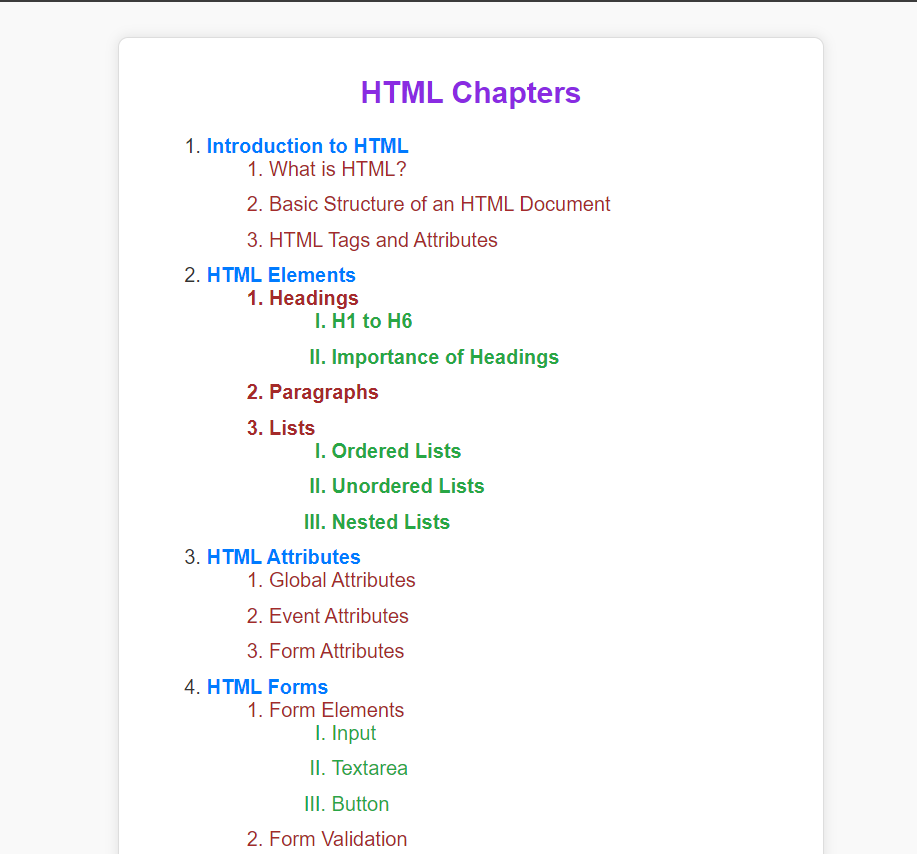 HTML Chapters
1. Introduction to HTML
1. What is HTML?
2. Basic Structure of an HTML Document
3. HTML Tags and Attributes
2. HTML Elements
1. Headings
I. H1 to H6
II. Importance of Headings
2. Paragraphs
3. Lists
I. Ordered Lists
II. Unordered Lists
III. Nested Lists
3. HTML Attributes
1. Global Attributes
2. Event Attributes
3. Form Attributes
4. HTML Forms
1. Form Elements
I. Input
II. Textarea
III. Button
2. Form Validation